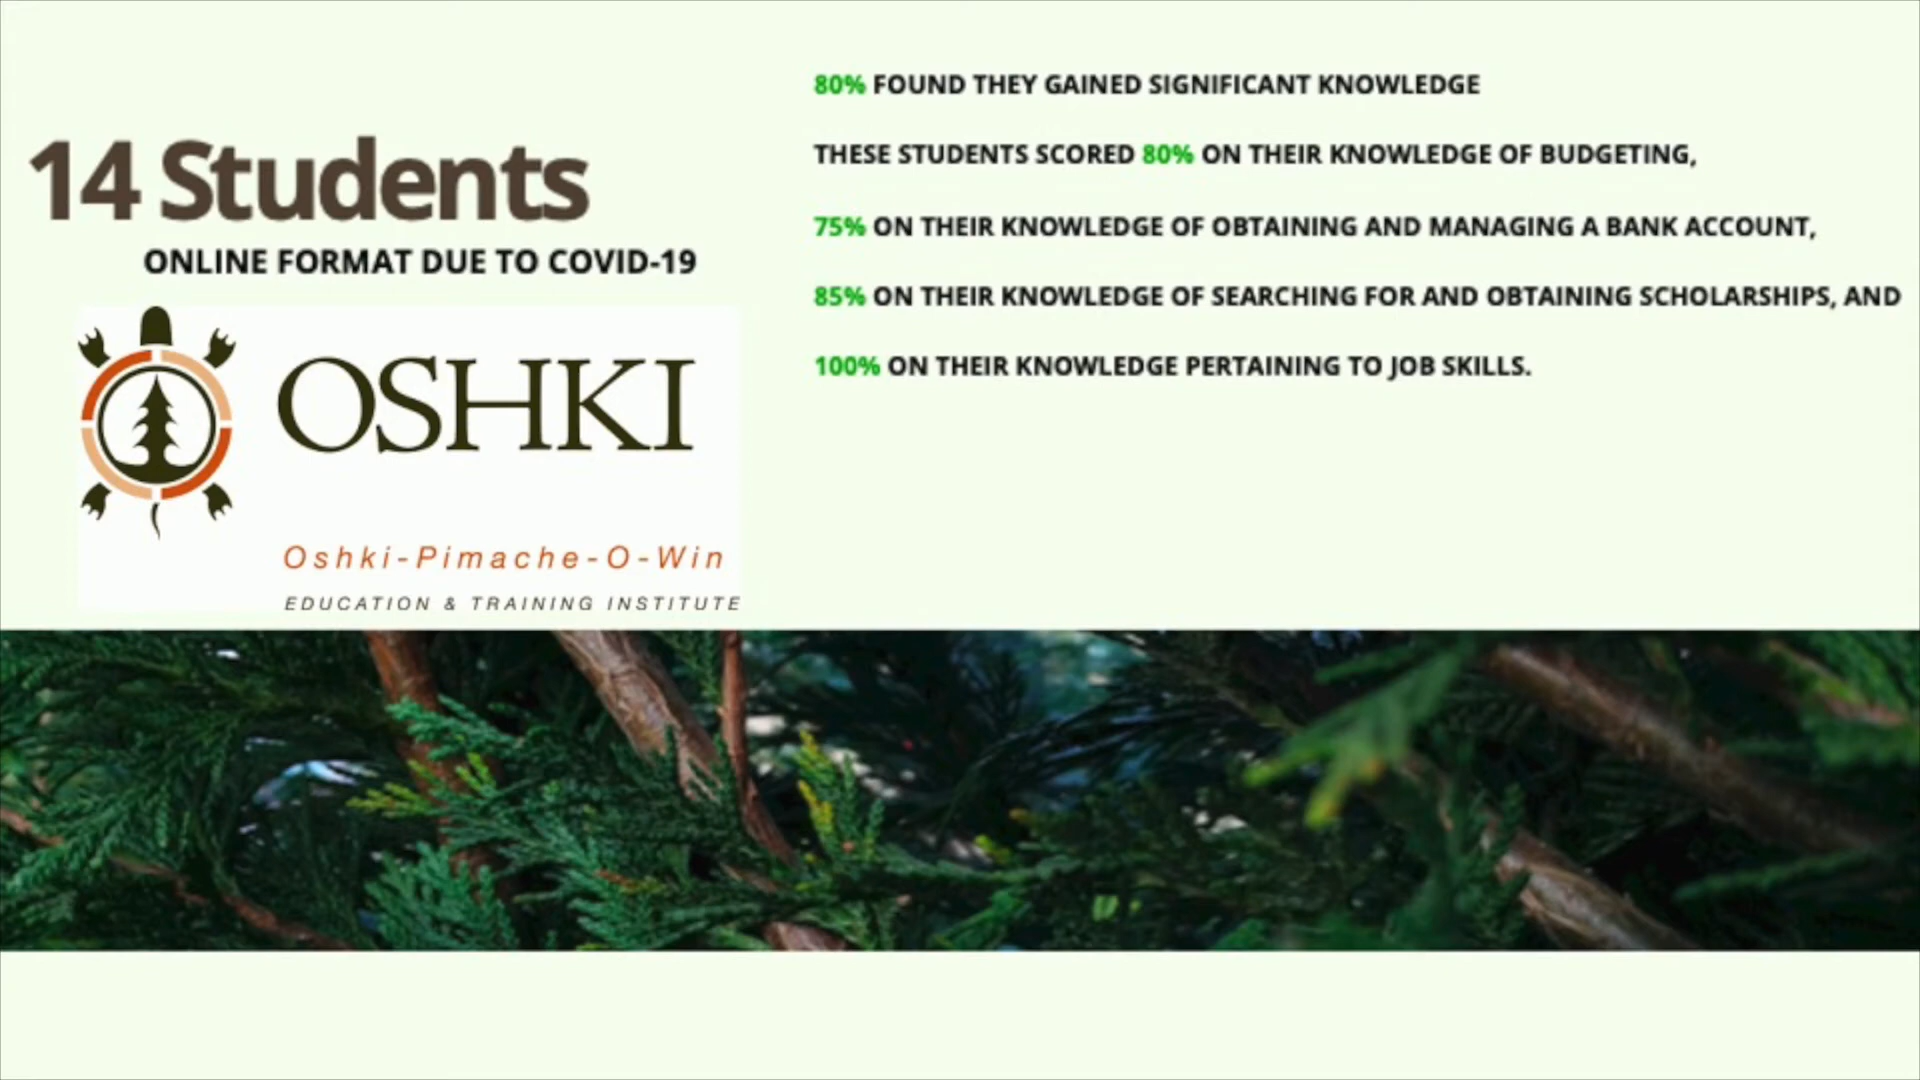 14 Students
ONLINE FORMAT DUE TO COVID-19
OSHKI
Oshki-Pimache-O-Win
EDUCATION & TRAINING INSTITUTE
80% FOUND THEY GAINED SIGNIFICANT KNOWLEDGE
THESE STUDENTS SCORED 80% ON THEIR KNOWLEDGE OF BUDGETING,
75% ON THEIR KNOWLEDGE OF OBTAINING AND MANAGING A BANK ACCOUNT,
85% ON THEIR KNOWLEDGE OF SEARCHING FOR AND OBTAINING SCHOLARSHIPS, AND
100% ON THEIR KNOWLEDGE PERTAINING TO JOB SKILLS.